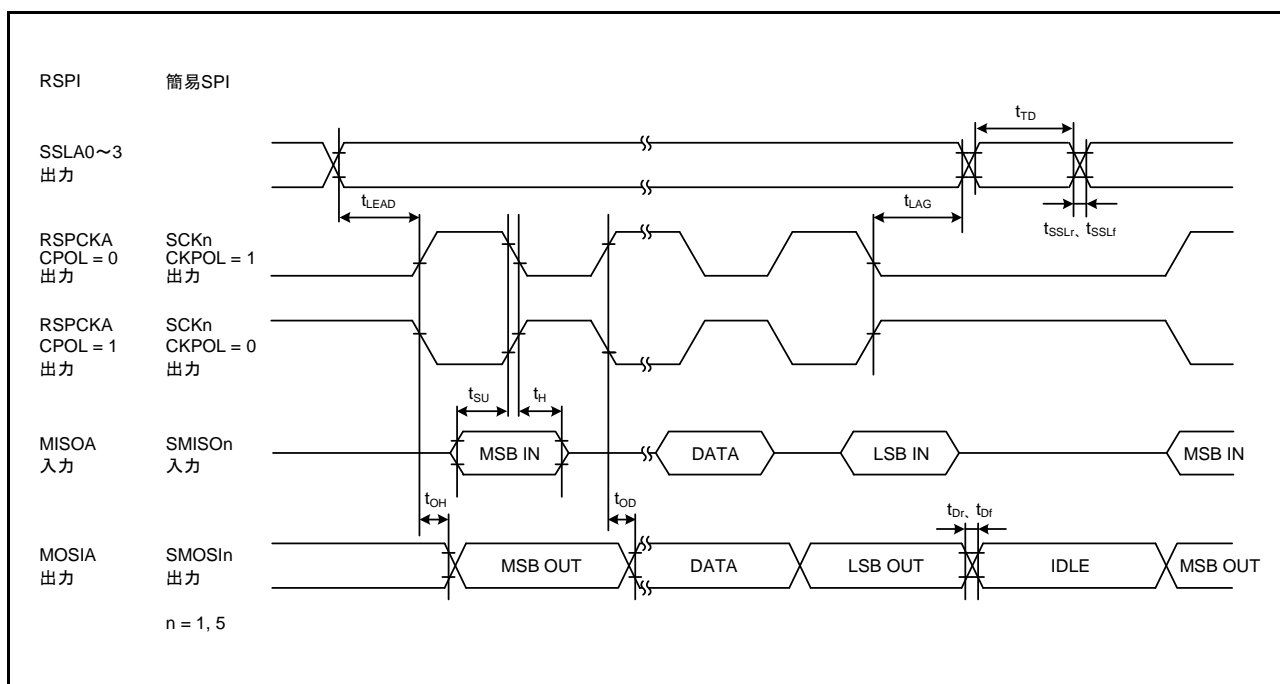 RSPI 簡易SPI
tTD
SSLA0～3
出力
tLEAD
tLAG
tSSLr、tSSLf
RSPCKA SCKn
CPOL = 0 CKPOL = 1
出力 出力
RSPCKA SCKn
CPOL = 1 CKPOL = 0
出力 出力
tSU tH
MISOA SMISOn
入力 入力
MSB IN DATA LSB IN MSB IN
tOH tOD tDr、tDf
MOSIA SMOSIn
出力 出力
MSB OUT DATA LSB OUT IDLE MSB OUT
n = 1, 5